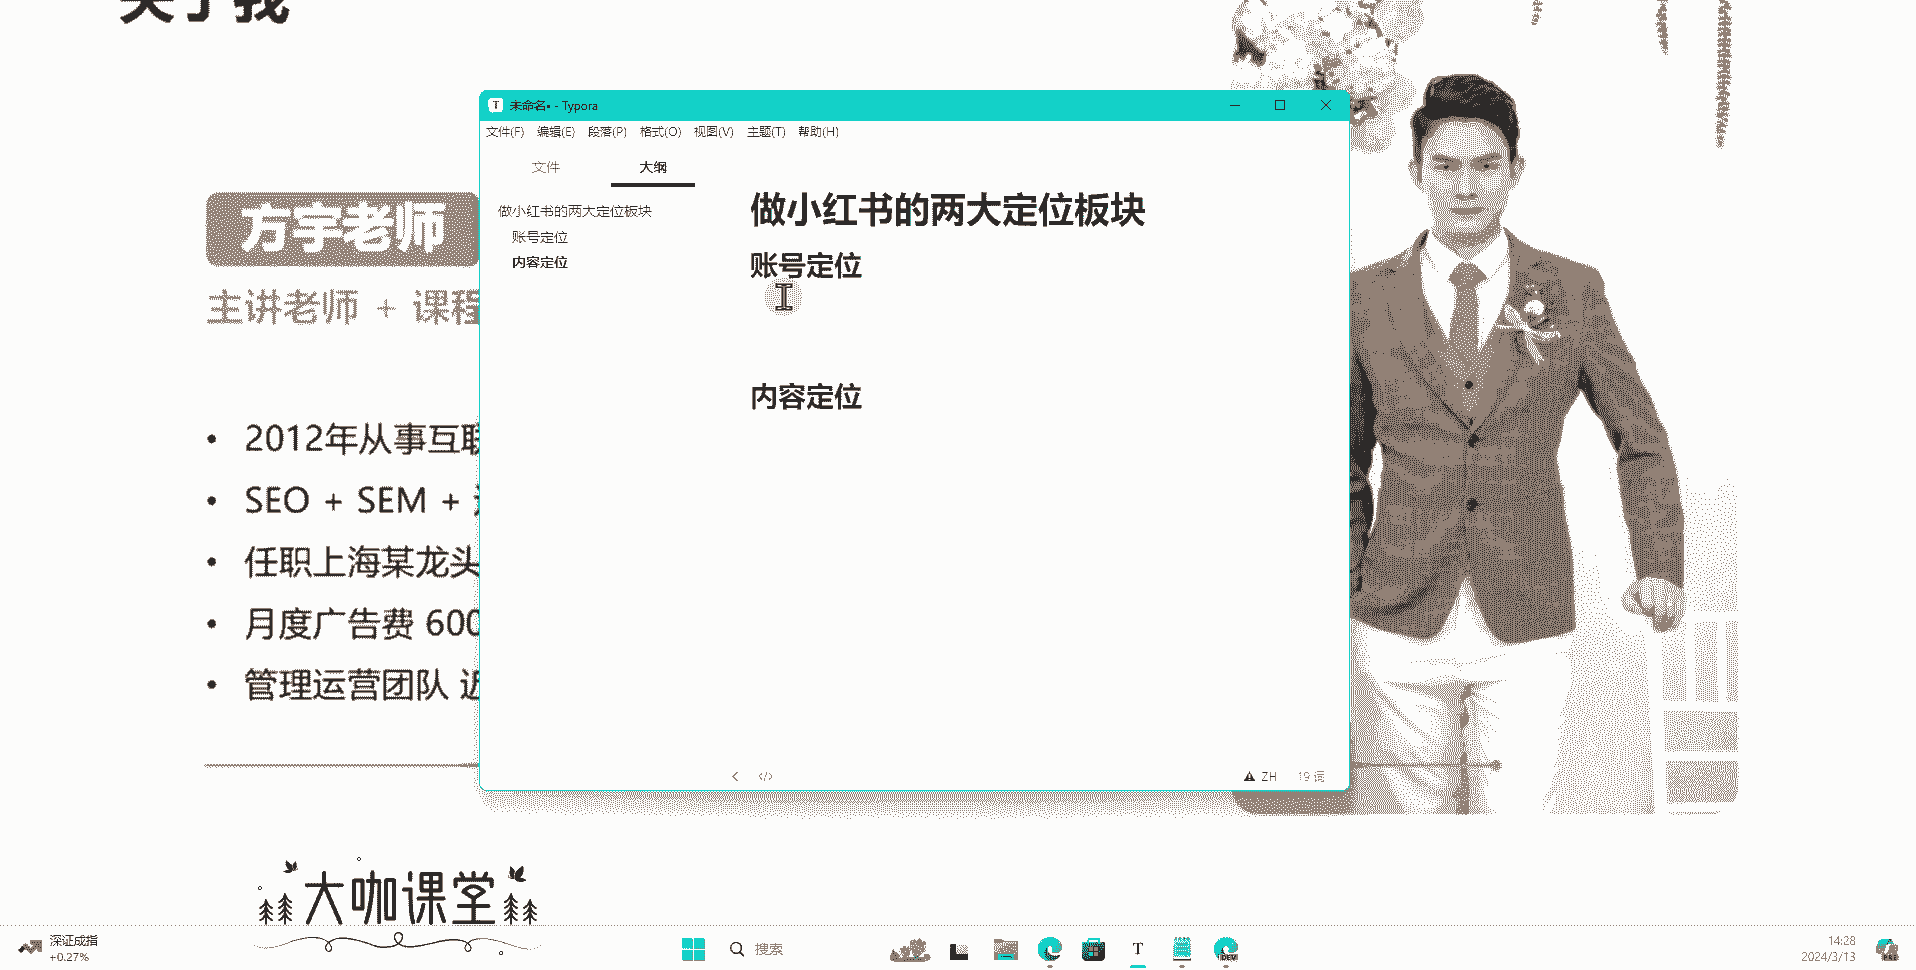 关于我
方宇老师
主讲老师 + 课程
2012年从事互联
SEO + SEM +
任职上海某龙头
月度广告费 600
管理运营团队 近
大咖课堂
未命名• - Typora
文件(F) 编辑(E) 段落(P) 格式(O) 视图(V) 主题(T) 帮助(H)
文件 大纲
做小红书的两大定位板块
账号定位
内容定位
做小红书的两大定位板块
账号定位
内容定位
ZH 19 词
深证成指
+0.27%
搜索
T
DEV
14:28
2024/3/13
PRE